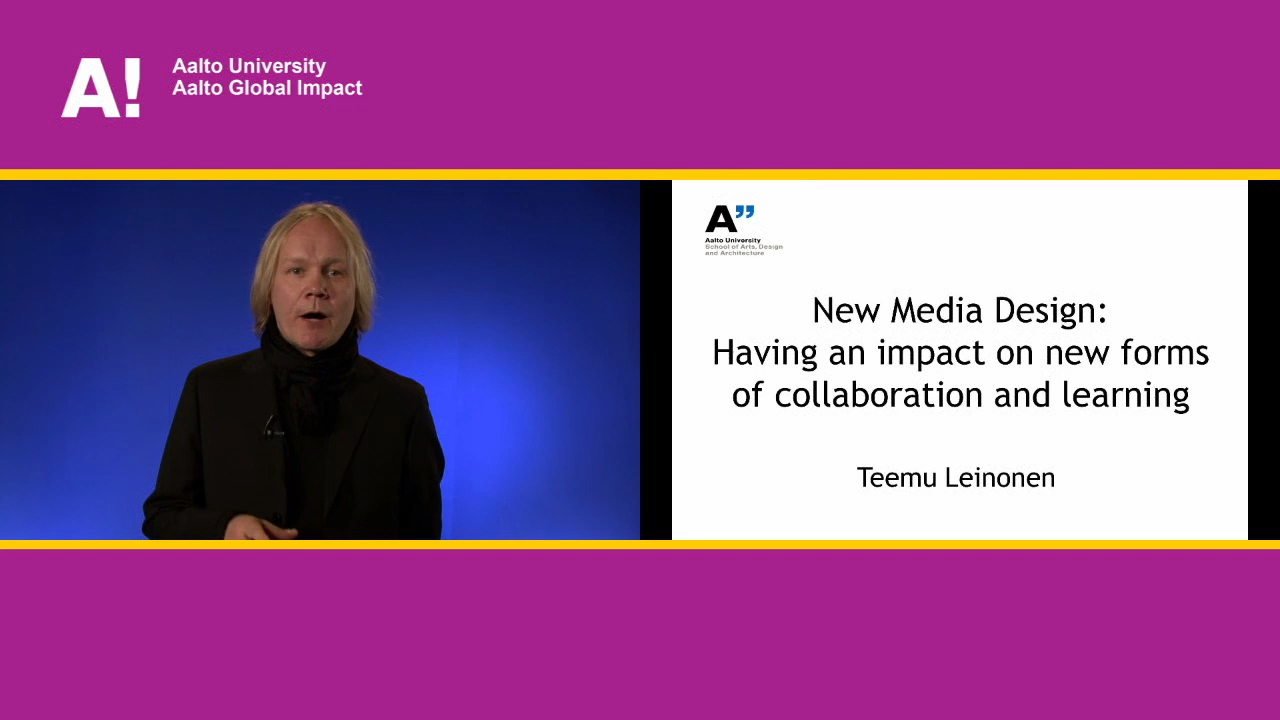 A!
Aalto University
Aalto Global Impact
A”
Aalto University
School of Arts, Design
and Architecture
New Media Design:
Having an impact on new forms
of collaboration and learning
Teemu Leinonen